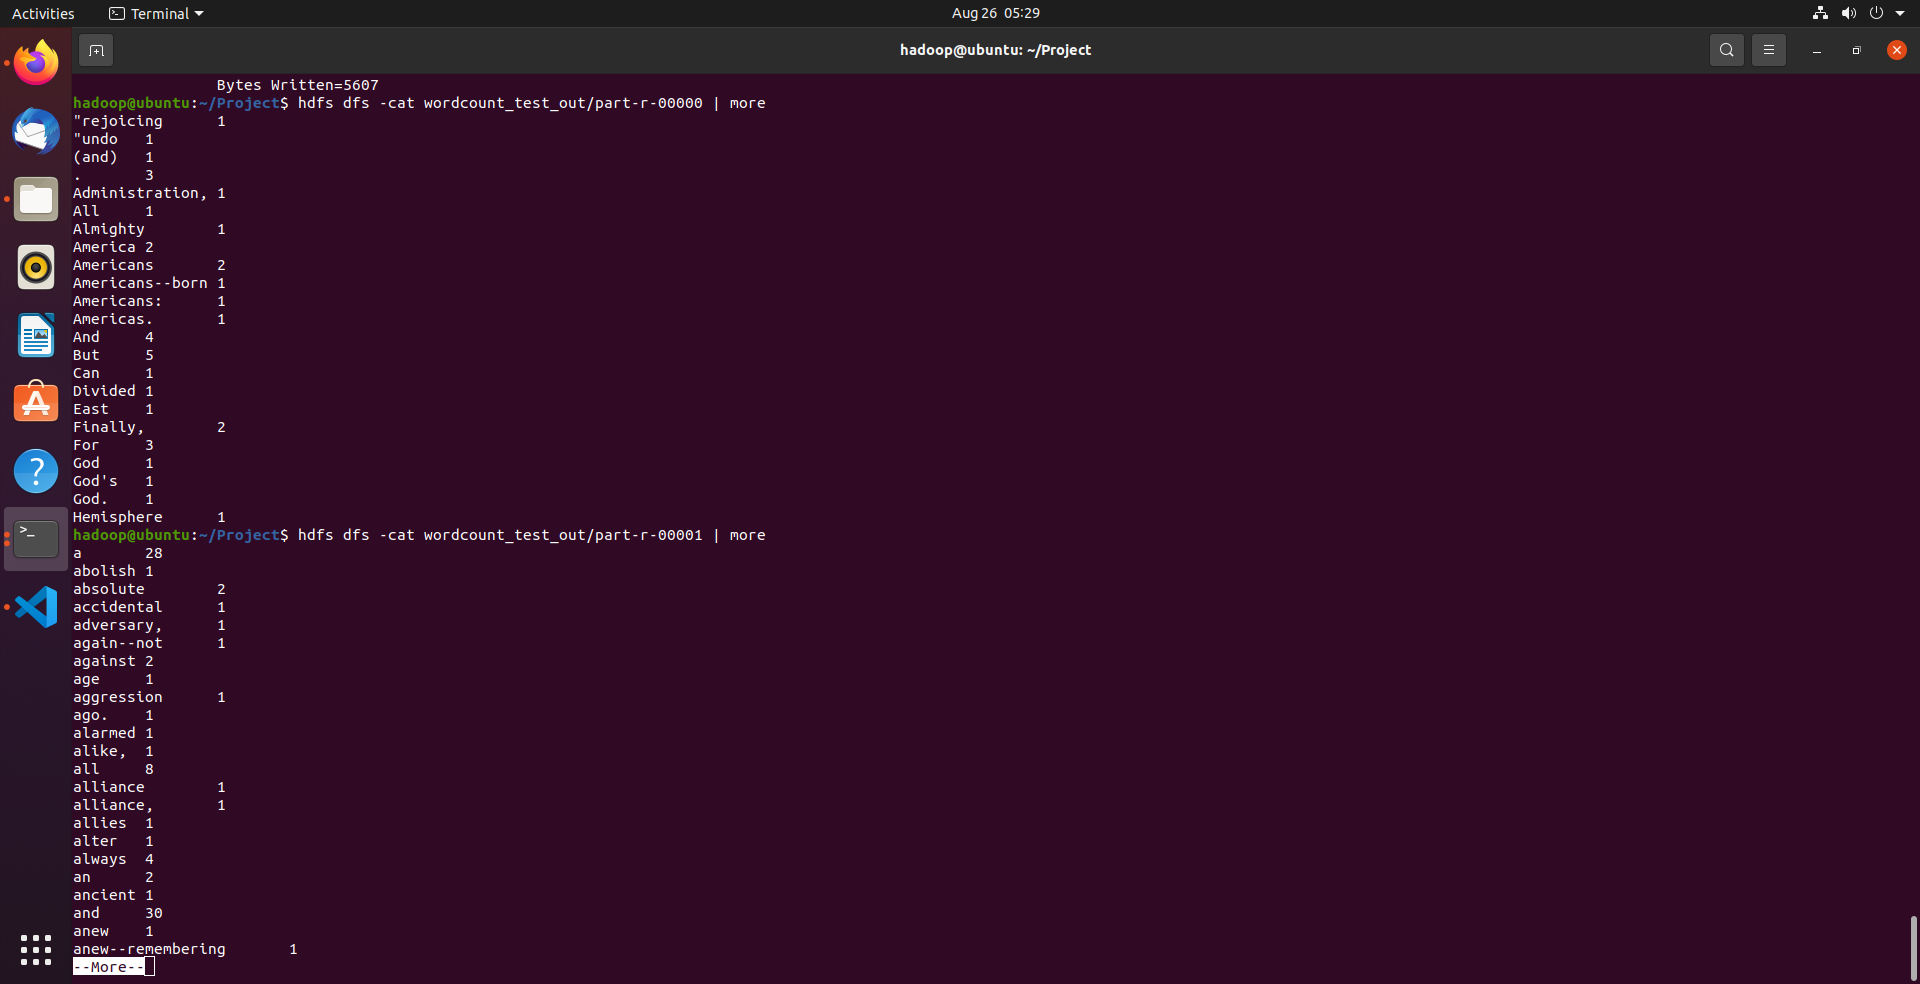 Activities Terminal Aug 26 05:29
hadoop@ubuntu: ~/Project
Bytes Written=5607
hadoop@ubuntu:~/Project$ hdfs dfs -cat wordcount_test_out/part-r-00000 | more
"rejoicing 1
"undo 1
(and) 1
. 3
Administration, 1
All 1
Almighty 1
America 2
Americans 2
Americans--born 1
Americans: 1
Americas. 1
And 4
But 5
Can 1
Divided 1
East 1
Finally, 2
For 3
God 1
God's 1
God. 1
Hemisphere 1
hadoop@ubuntu:~/Project$ hdfs dfs -cat wordcount_test_out/part-r-00001 | more
a 28
abolish 1
absolute 2
accidental 1
adversary, 1
again--not 1
against 2
age 1
aggression 1
ago. 1
alarmed 1
alike, 1
all 8
alliance 1
alliance, 1
allies 1
alter 1
always 4
an 2
ancient 1
and 30
anew 1
anew--remembering 1
--More--